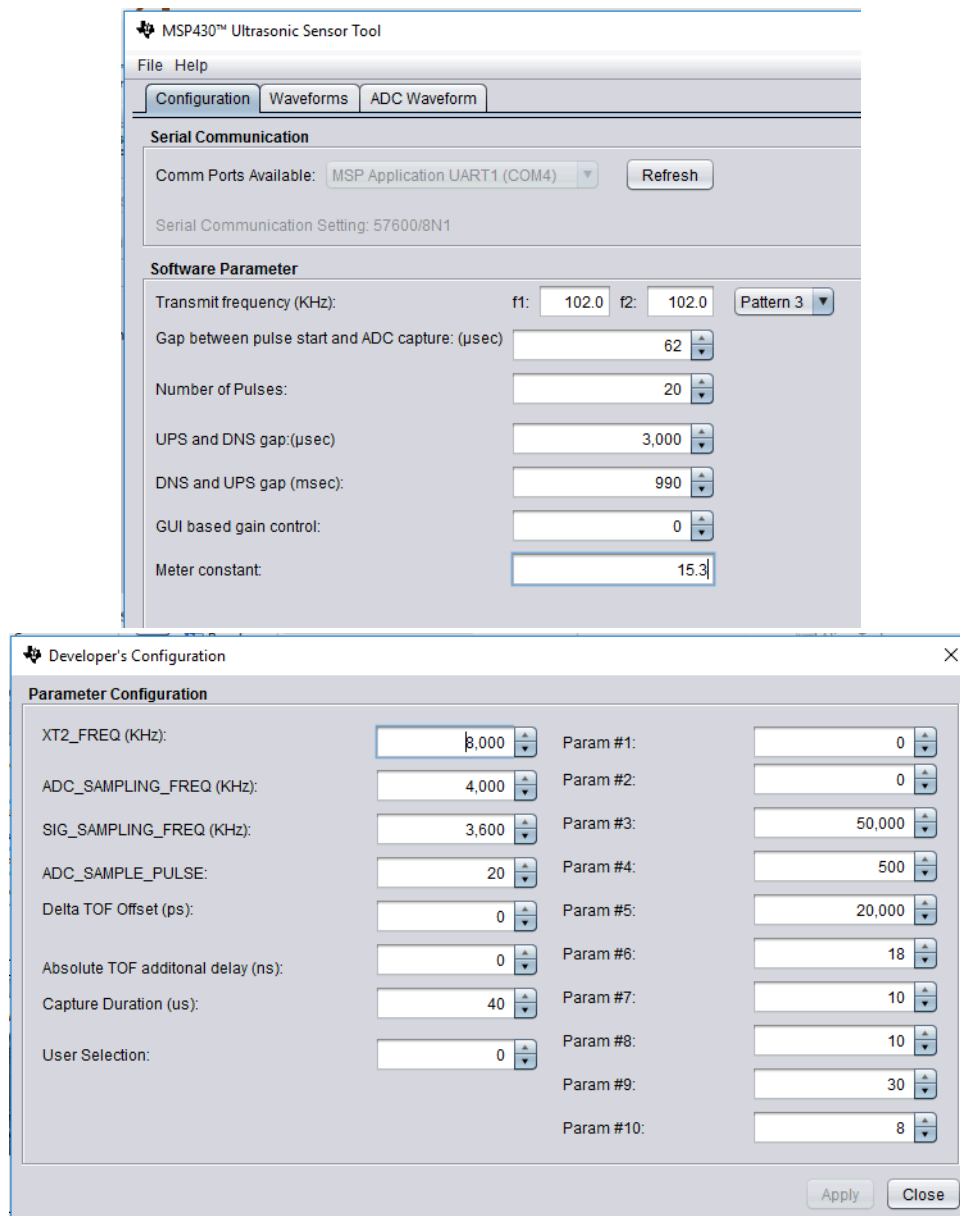 MSP430™ Ultrasonic Sensor Tool
File Help
Configuration Waveforms ADC Waveform
Serial Communication
Comm Ports Available: MSP Application UART1 (COM4) Refresh
Serial Communication Setting: 57600/8N1
Software Parameter
Transmit frequency (KHz): f1: 102.0 f2: 102.0 Pattern 3
Gap between pulse start and ADC capture: (μsec) 62
Number of Pulses: 20
UPS and DNS gap:(μsec) 3,000
DNS and UPS gap (msec): 990
GUI based gain control: 0
Meter constant: 15.3
Developer's Configuration
Parameter Configuration
XT2_FREQ (KHz): 8,000 Param #1: 0
ADC_SAMPLING_FREQ (KHz): 4,000 Param #2: 0
SIG_SAMPLING_FREQ (KHz): 3,600 Param #3: 50,000
ADC_SAMPLE_PULSE: 20 Param #4: 500
Delta TOF Offset (ps): 0 Param #5: 20,000
Absolute TOF additonal delay (ns): 0 Param #6: 18
Capture Duration (us): 40 Param #7: 10
User Selection: 0 Param #8: 10
Param #9: 30
Param #10: 8
Apply Close